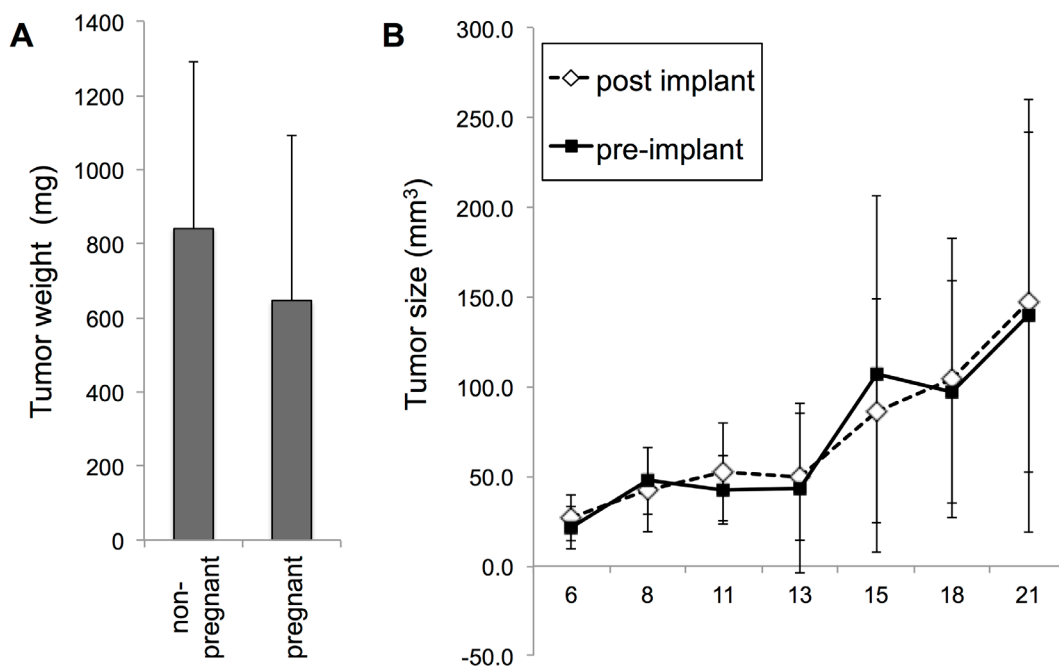 A
1400
1200
1000
800
600
400
200
0
Tumor weight (mg)
non-
pregnant
pregnant
B
300.0
250.0
200.0
150.0
100.0
50.0
0.0
-50.0
Tumor size (mm³)
post implant
pre-implant
6 8 11 13 15 18 21